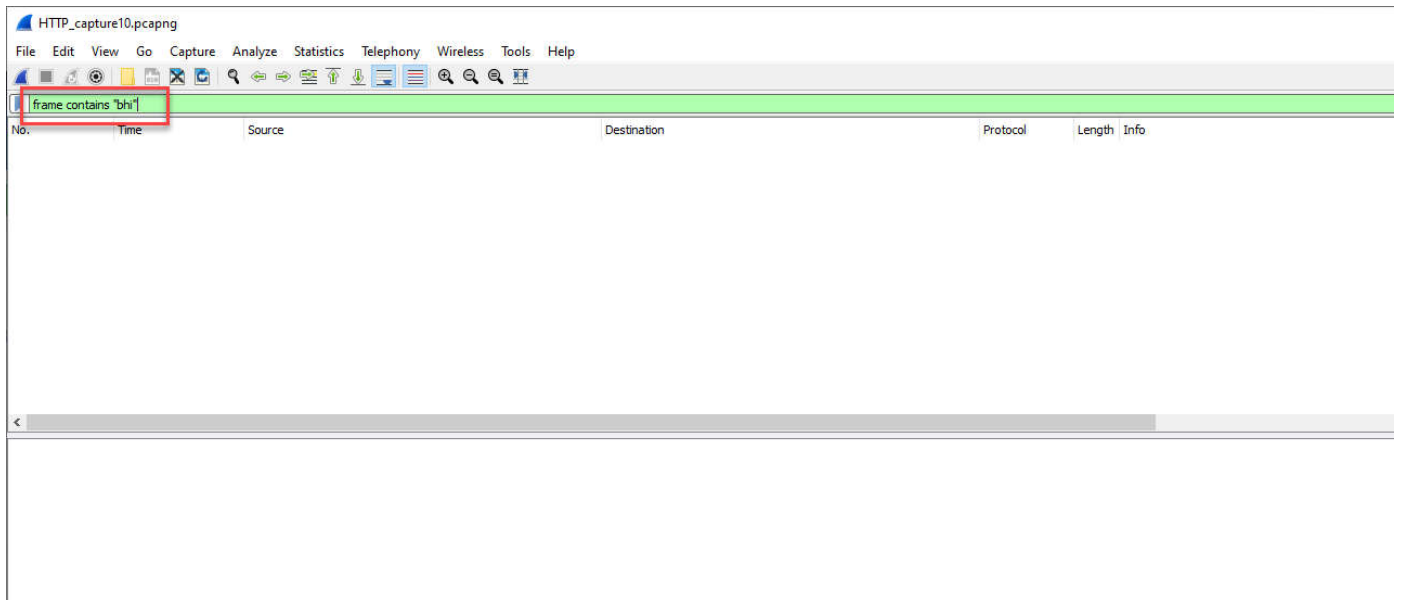 HTTP_capture10.pcapng
File Edit View Go Capture Analyze Statistics Telephony Wireless Tools Help
frame contains "bhi"
No. Time Source Destination Protocol Length Info